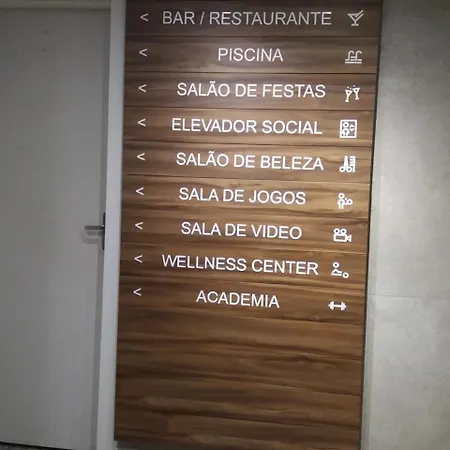 < BAR / RESTAURANTE
< PISCINA
< SALÃO DE FESTAS
< ELEVADOR SOCIAL
< SALÃO DE BELEZA
< SALA DE JOGOS
< SALA DE VIDEO
< WELLNESS CENTER
< ACADEMIA